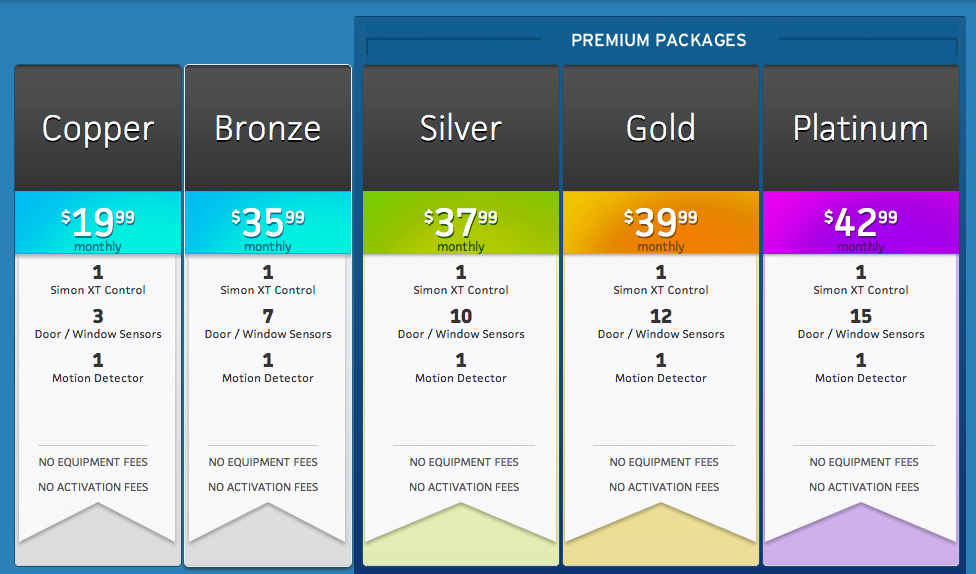 PREMIUM PACKAGES
Copper
$19.99
monthly
1
Simon XT Control
3
Door / Window Sensors
1
Motion Detector
NO EQUIPMENT FEES
NO ACTIVATION FEES
Bronze
$35.99
monthly
1
Simon XT Control
7
Door / Window Sensors
1
Motion Detector
NO EQUIPMENT FEES
NO ACTIVATION FEES
Silver
$37.99
monthly
1
Simon XT Control
10
Door / Window Sensors
1
Motion Detector
NO EQUIPMENT FEES
NO ACTIVATION FEES
Gold
$39.99
monthly
1
Simon XT Control
12
Door / Window Sensors
1
Motion Detector
NO EQUIPMENT FEES
NO ACTIVATION FEES
Platinum
$42.99
monthly
1
Simon XT Control
15
Door / Window Sensors
1
Motion Detector
NO EQUIPMENT FEES
NO ACTIVATION FEES